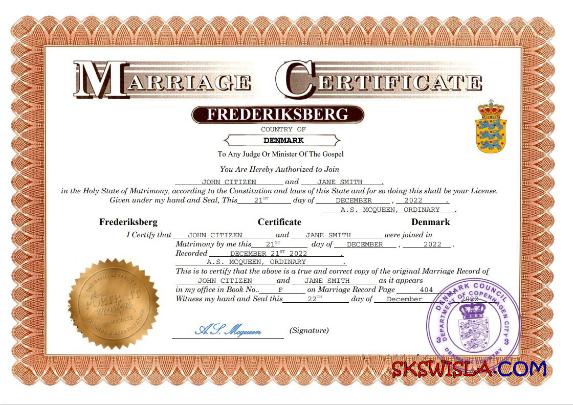 MARRIAGE CERTIFICATE
FREDERIKSBERG
COUNTRY OF
DENMARK
To Any Judge Or Minister Of The Gospel
You Are Hereby Authorized to Join
JOHN CITIZEN and JANE SMITH ,
in the Holy State of Matrimony, according to the Constitution and laws of this State and for so doing this shall be your License.
Given under my hand and Seal, This 21ST day of DECEMBER , 2022 .
A.S. MCQUEEN, ORDINARY .
Frederiksberg Certificate Denmark
I Certify that JOHN CITIZEN and JANE SMITH were joined in
Matrimony by me this 21ST day of DECEMBER , 2022 .
Recorded DECEMBER 21ST 2022 .
A.S. MCQUEEN, ORDINARY .
This is to certify that the above is a true and correct copy of the original Marriage Record of
JOHN CITIZEN and JANE SMITH as it appears
in my office in Book No.. F on Marriage Record Page 404
Witness my hand and Seal this 22ND day of December
A.S. Mcqueen (Signature)
DENMARK COUNCIL
DEPARTMENT OF COPENHAGEN CITY
SKSWISLA.COM